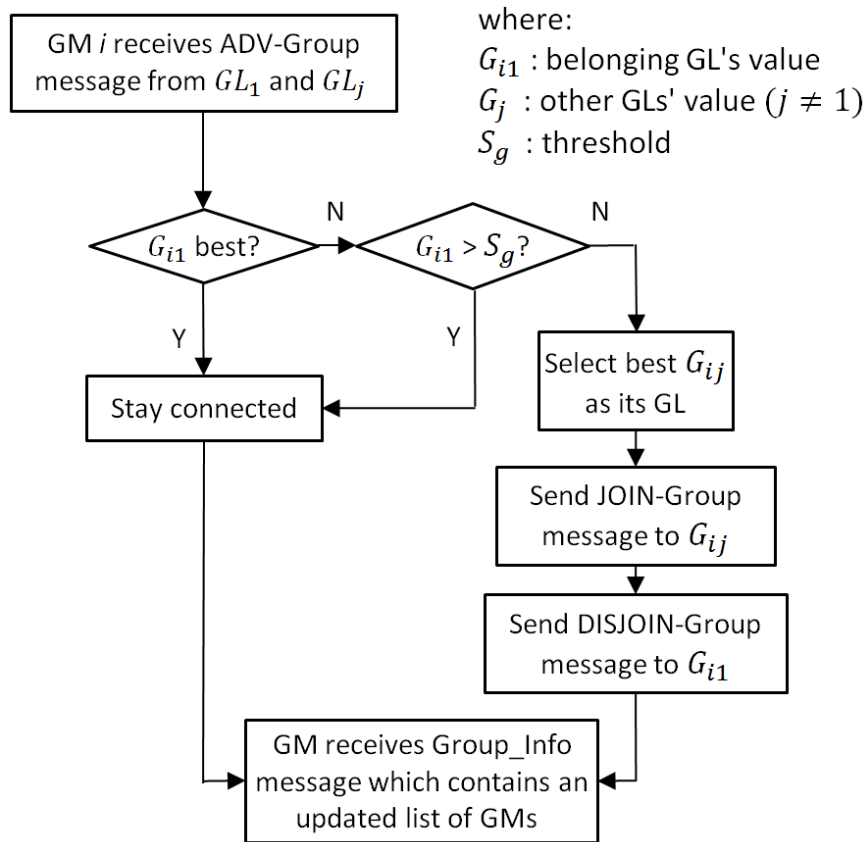 GM i receives ADV-Group
message from GL₁ and GLⱼ
where:
Gᵢ₁ : belonging GL's value
Gⱼ : other GLs' value (j ≠ 1)
S_g : threshold
Gᵢ₁ best?
N
Gᵢ₁ > S_g?
N
Y
Y
Stay connected
Select best Gᵢⱼ
as its GL
Send JOIN-Group
message to Gᵢⱼ
Send DISJOIN-Group
message to Gᵢ₁
GM receives Group_Info
message which contains an
updated list of GMs